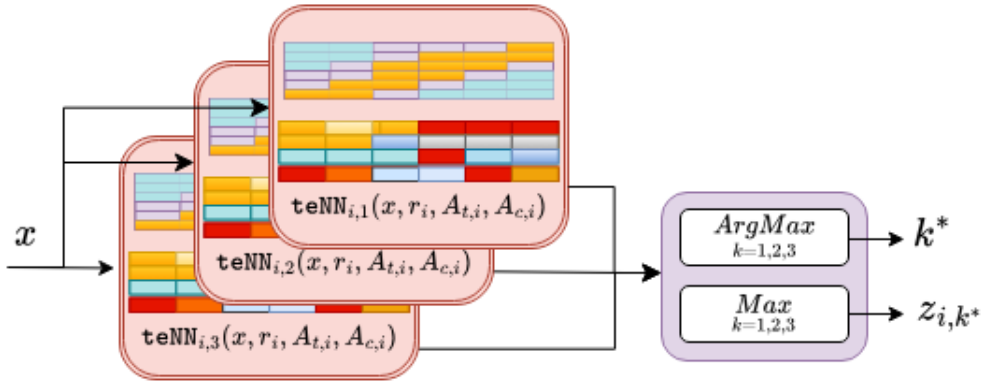 x
teNN_{i,1}(x, r_i, A_{t,i}, A_{c,i})
teNN_{i,2}(x, r_i, A_{t,i}, A_{c,i})
teNN_{i,3}(x, r_i, A_{t,i}, A_{c,i})
ArgMax
k=1,2,3
k^*
Max
k=1,2,3
z_{i,k^*}